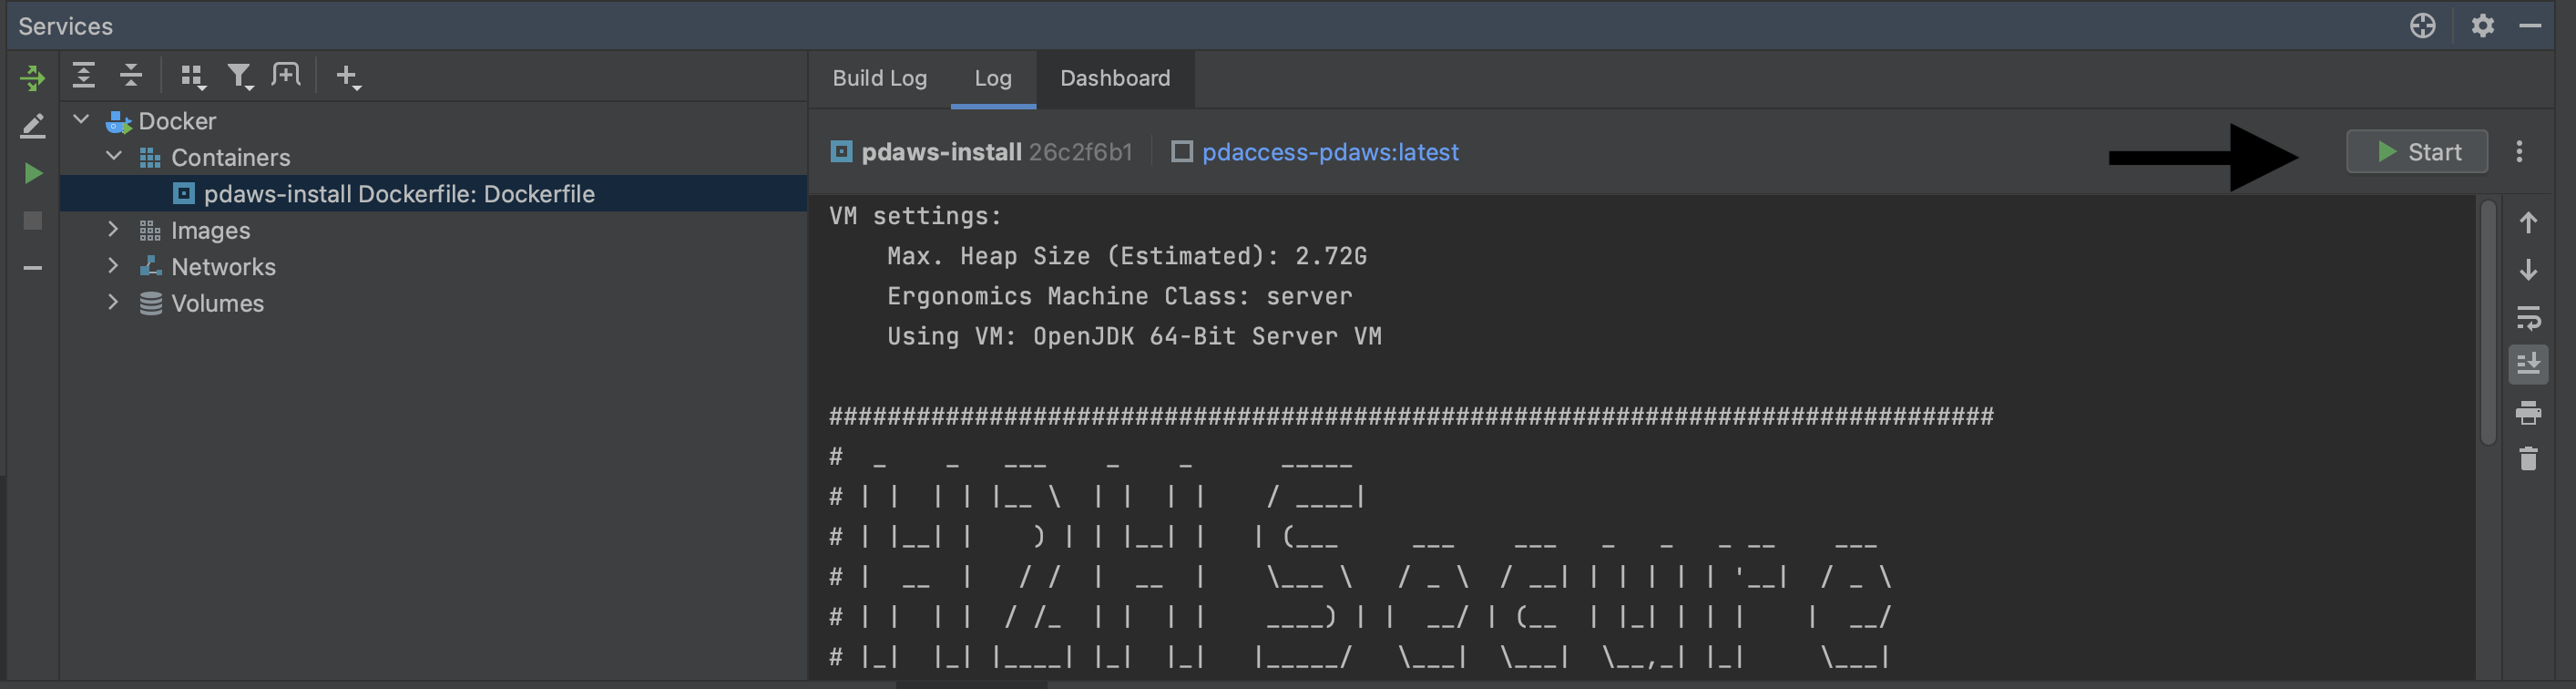 Services
Build Log Log Dashboard
Docker
Containers
pdaws-install Dockerfile: Dockerfile
Images
Networks
Volumes
pdaws-install 26c2f6b1 pdaccess-pdaws:latest Start
VM settings:
    Max. Heap Size (Estimated): 2.72G
    Ergonomics Machine Class: server
    Using VM: OpenJDK 64-Bit Server VM
################################################################################
#  _    _   ___    _    _      _____
# | |  | | |__ \  | |  | |    / ____|
# | |__| |    ) | | |__| |   | (___     ___    ___   _   _   _ __    ___
# |  __  |   / /  |  __  |    \___ \   / _ \  / __| | | | | | '__|  / _ \
# | |  | |  / /_  | |  | |    ____) | |  __/ | (__  | |_| | | |    |  __/
# |_|  |_| |____| |_|  |_|   |_____/   \___|  \___|  \__,_| |_|     \___|